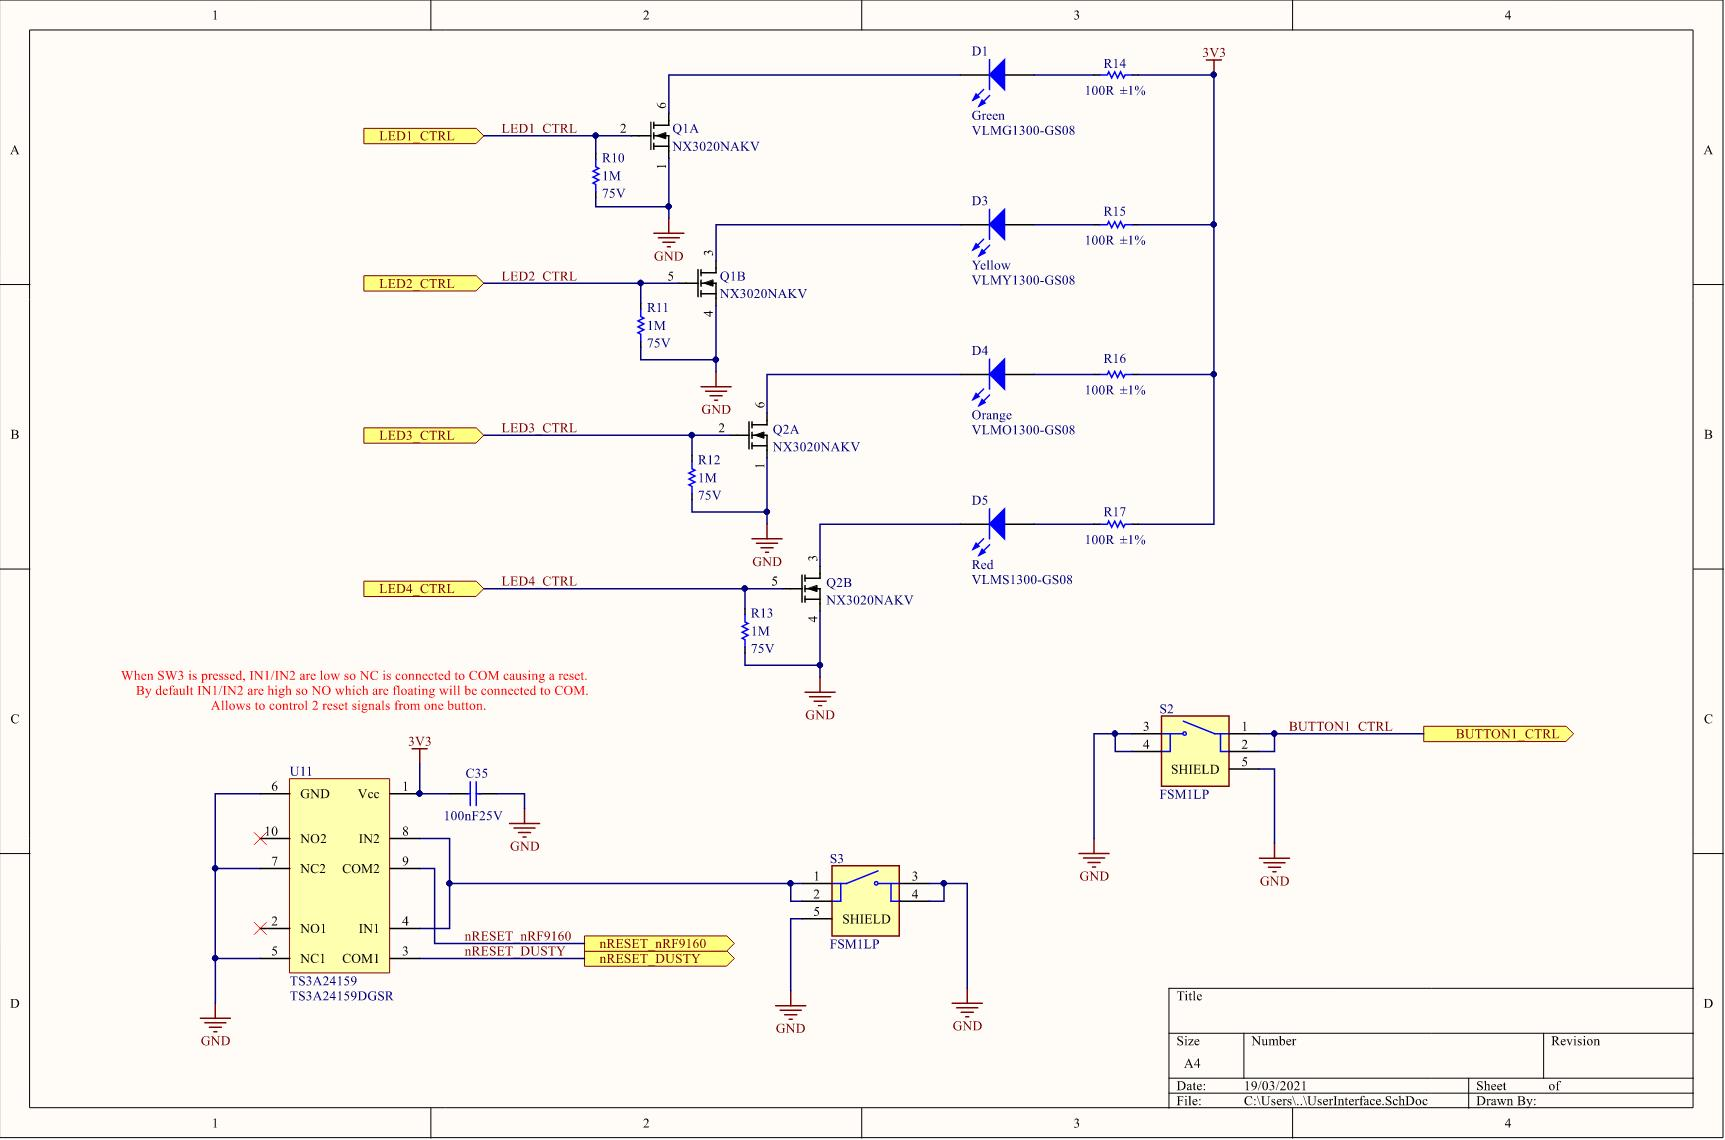 1 2 3 4
A A
B B
C C
D D
1 2 3 4
D1
Green
VLMG1300-GS08
R14
100R ±1%
3V3
LED1_CTRL
LED1_CTRL
2
6
1
Q1A
NX3020NAKV
R10
1M
75V
GND
D3
Yellow
VLMY1300-GS08
R15
100R ±1%
LED2_CTRL
LED2_CTRL
5
3
4
Q1B
NX3020NAKV
R11
1M
75V
GND
D4
Orange
VLMO1300-GS08
R16
100R ±1%
LED3_CTRL
LED3_CTRL
2
6
1
Q2A
NX3020NAKV
R12
1M
75V
GND
D5
Red
VLMS1300-GS08
R17
100R ±1%
LED4_CTRL
LED4_CTRL
5
3
4
Q2B
NX3020NAKV
R13
1M
75V
GND
When SW3 is pressed, IN1/IN2 are low so NC is connected to COM causing a reset.
By default IN1/IN2 are high so NO which are floating will be connected to COM.
Allows to control 2 reset signals from one button.
3V3
U11
6 GND Vcc 1
10 NO2 IN2 8
7 NC2 COM2 9
2 NO1 IN1 4
5 NC1 COM1 3
TS3A24159
TS3A24159DGSR
GND
C35
100nF25V
GND
nRESET_nRF9160
nRESET_nRF9160
nRESET_DUSTY
nRESET_DUSTY
S3
1 3
2 4
5 SHIELD
FSM1LP
GND
GND
S2
3 1
4 2
SHIELD 5
FSM1LP
BUTTON1_CTRL
BUTTON1_CTRL
GND
GND
Title
Size
A4
Number
Revision
Date: 19/03/2021
Sheet of
File: C:\Users\..\UserInterface.SchDoc
Drawn By: